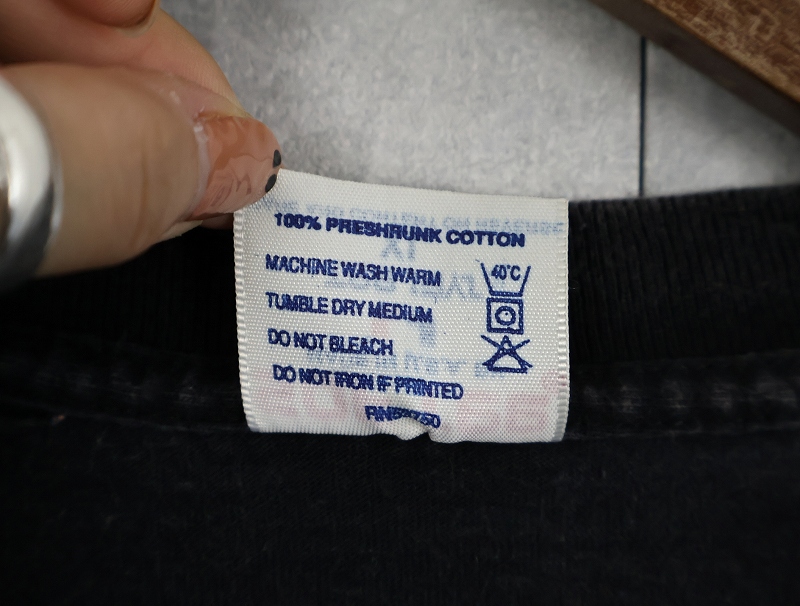 100% PRESHRUNK COTTON
MACHINE WASH WARM
40°C
TUMBLE DRY MEDIUM
DO NOT BLEACH
DO NOT IRON IF PRINTED